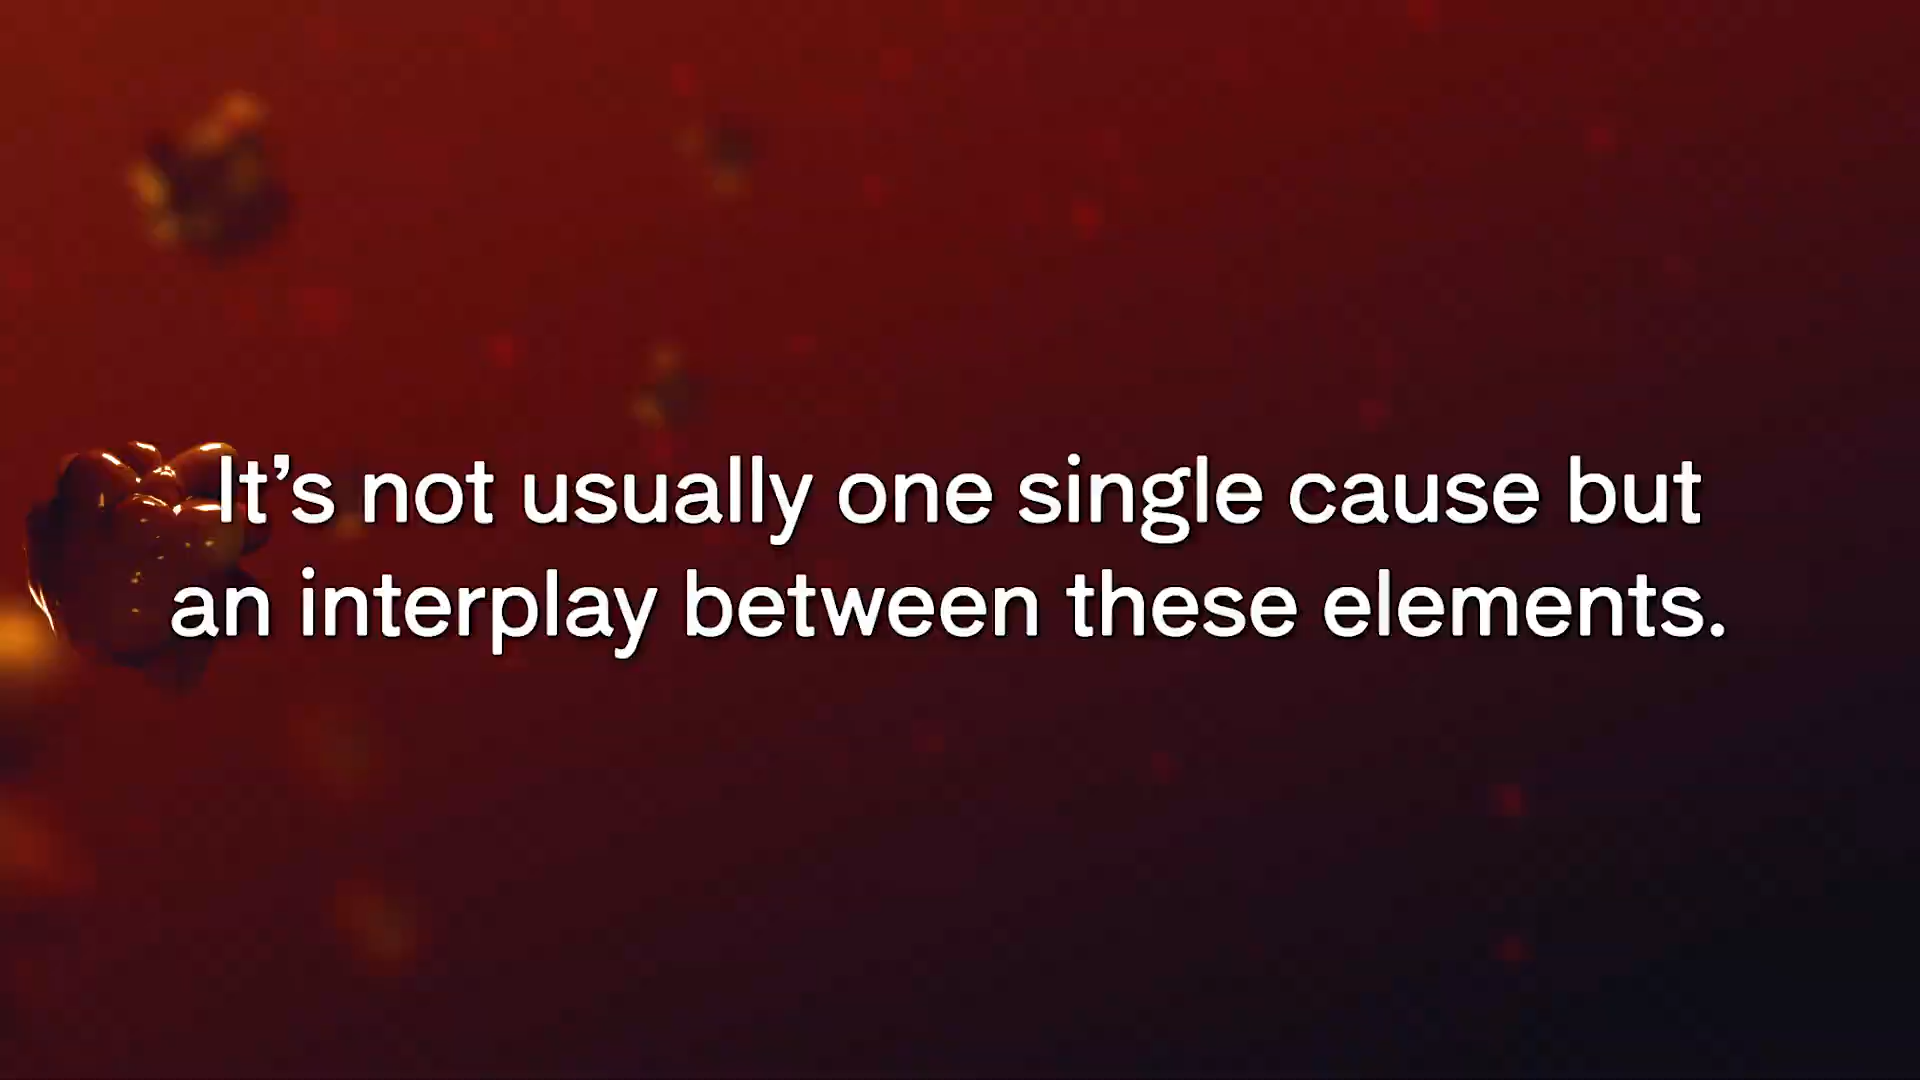 It’s not usually one single cause but
an interplay between these elements.